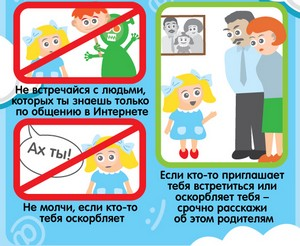 Не встречайся с людьми,
которых ты знаешь только
по общению в Интернете
Ах ты!
Не молчи, если кто-то
тебя оскорбляет
Если кто-то приглашает
тебя встретиться или
оскорбляет тебя –
срочно расскажи
об этом родителям